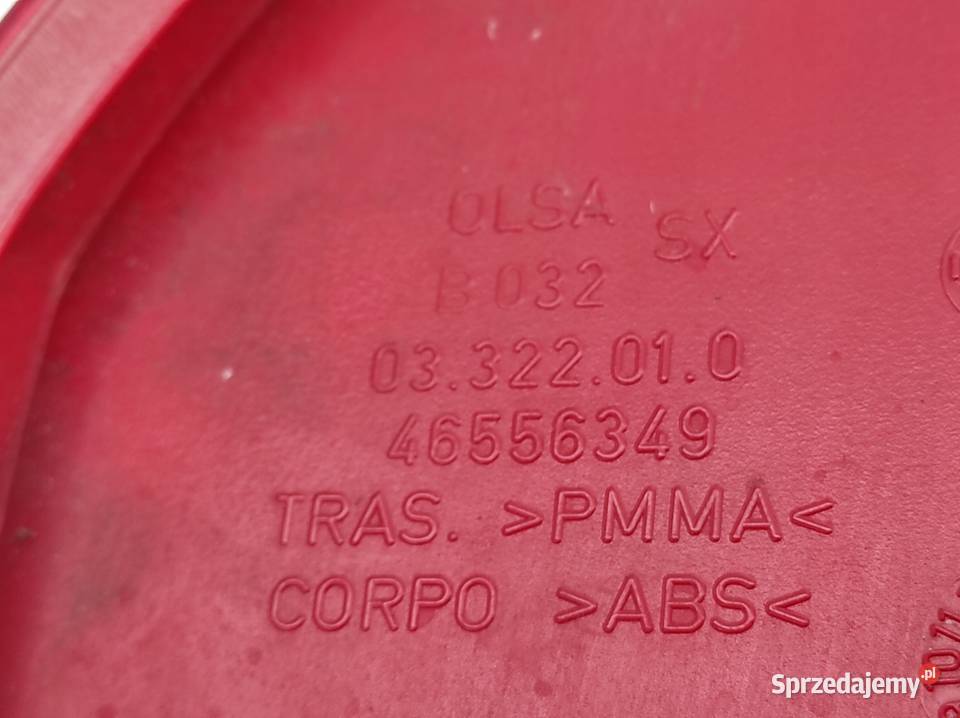 OLSA SX
B032
03.322.01.0
46556349
TRAS. >PMMA<
CORPO >ABS<
Sprzedajemy.pl